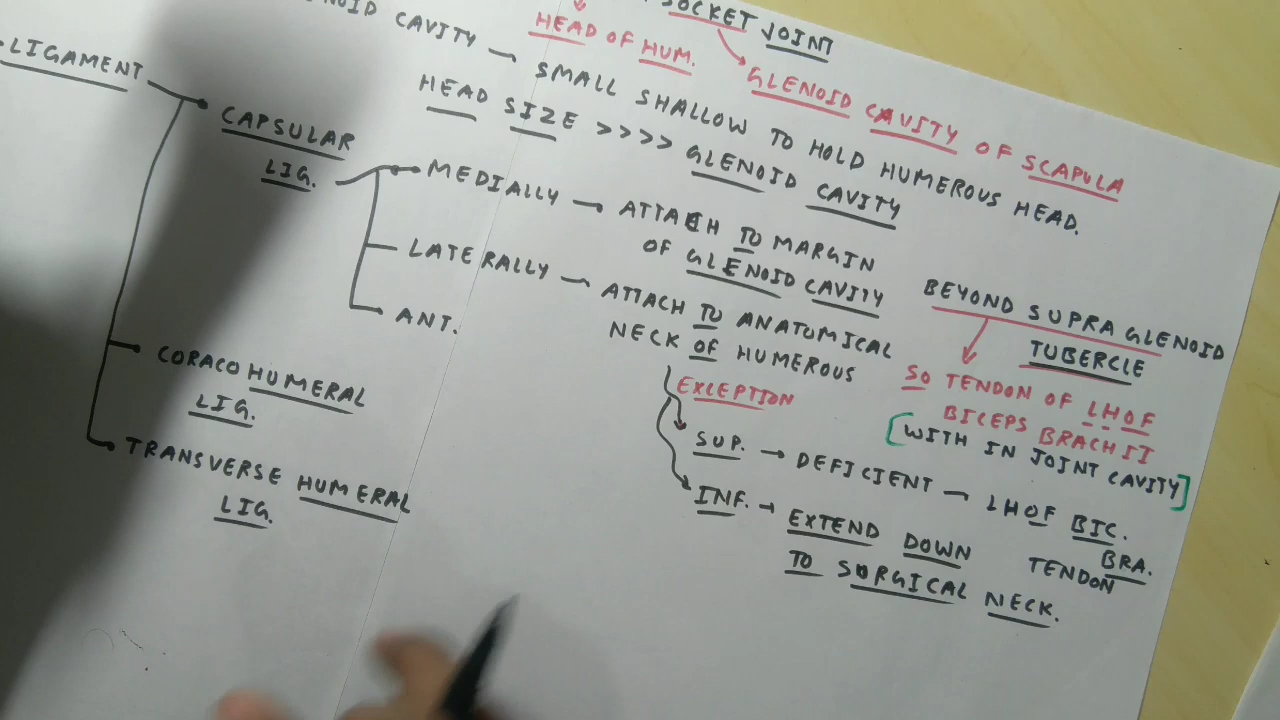 SOCKET JOINT
HEAD OF HUM.
GLENOID CAVITY OF SCAPULA
CAVITY – SMALL SHALLOW TO HOLD HUMEROUS HEAD.
HEAD SIZE >>>> GLENOID CAVITY
LIGAMENT
CAPSULAR
LIG.
MEDIALLY – ATTACH TO MARGIN
OF GLENOID CAVITY
BEYOND SUPRA GLENOID
TUBERCLE
SO TENDON OF LHOF
BICEPS BRACHII
[WITH IN JOINT CAVITY]
LATERALLY – ATTACH TO ANATOMICAL
NECK OF HUMEROUS
EXCEPTION
SUP. → DEFICIENT – LHOF BIC.
BRA.
TENDON
INF. → EXTEND DOWN
TO SURGICAL NECK.
ANT.
CORACO HUMERAL
LIG.
TRANSVERSE HUMERAL
LIG.